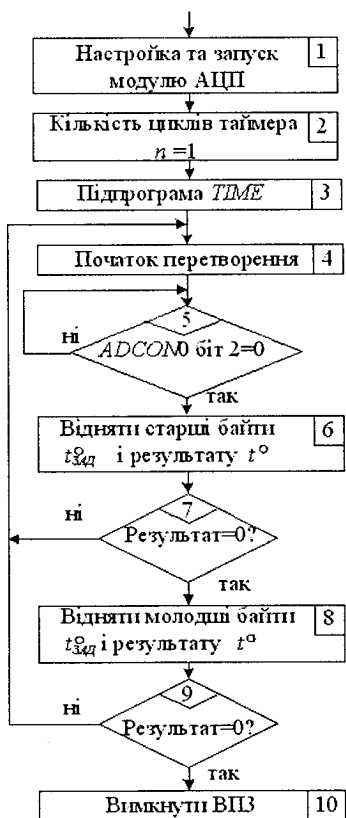 Настройка та запуск 1
модулю АЦП
Кількість циклів таймера 2
n =1
Підпрограма TIME 3
Початок перетворення 4
5
ні
ADCON0 біт 2=0
так
Відняти старші байти 6
t°ЗАД і результату t°
ні
7
Результат=0?
так
Відняти молодші байти 8
t°ЗАД і результату t°
ні
9
Результат=0?
так
Вимкнути ВПЗ 10